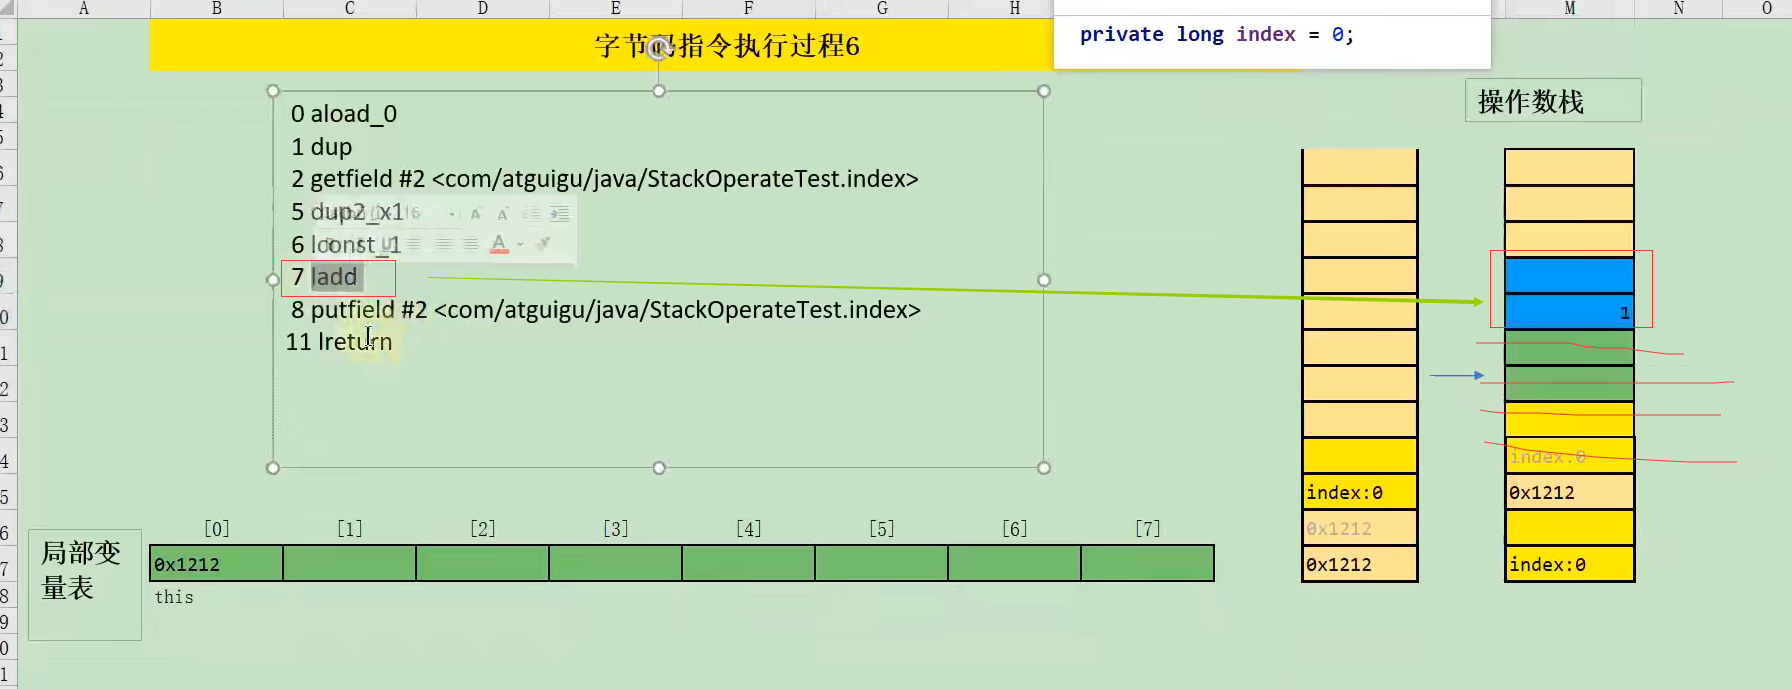 A B C D E F G H M N O
private long index = 0;
字节码指令执行过程6
操作数栈
0 aload_0
1 dup
2 getfield #2 <com/atguigu/java/StackOperateTest.index>
5 dup2_x1
6 lconst_1
7 ladd
8 putfield #2 <com/atguigu/java/StackOperateTest.index>
11 lreturn
1
index:0
index:0
0x1212
0x1212
0x1212
index:0
局部变
量表
[0] [1] [2] [3] [4] [5] [6] [7]
0x1212
this